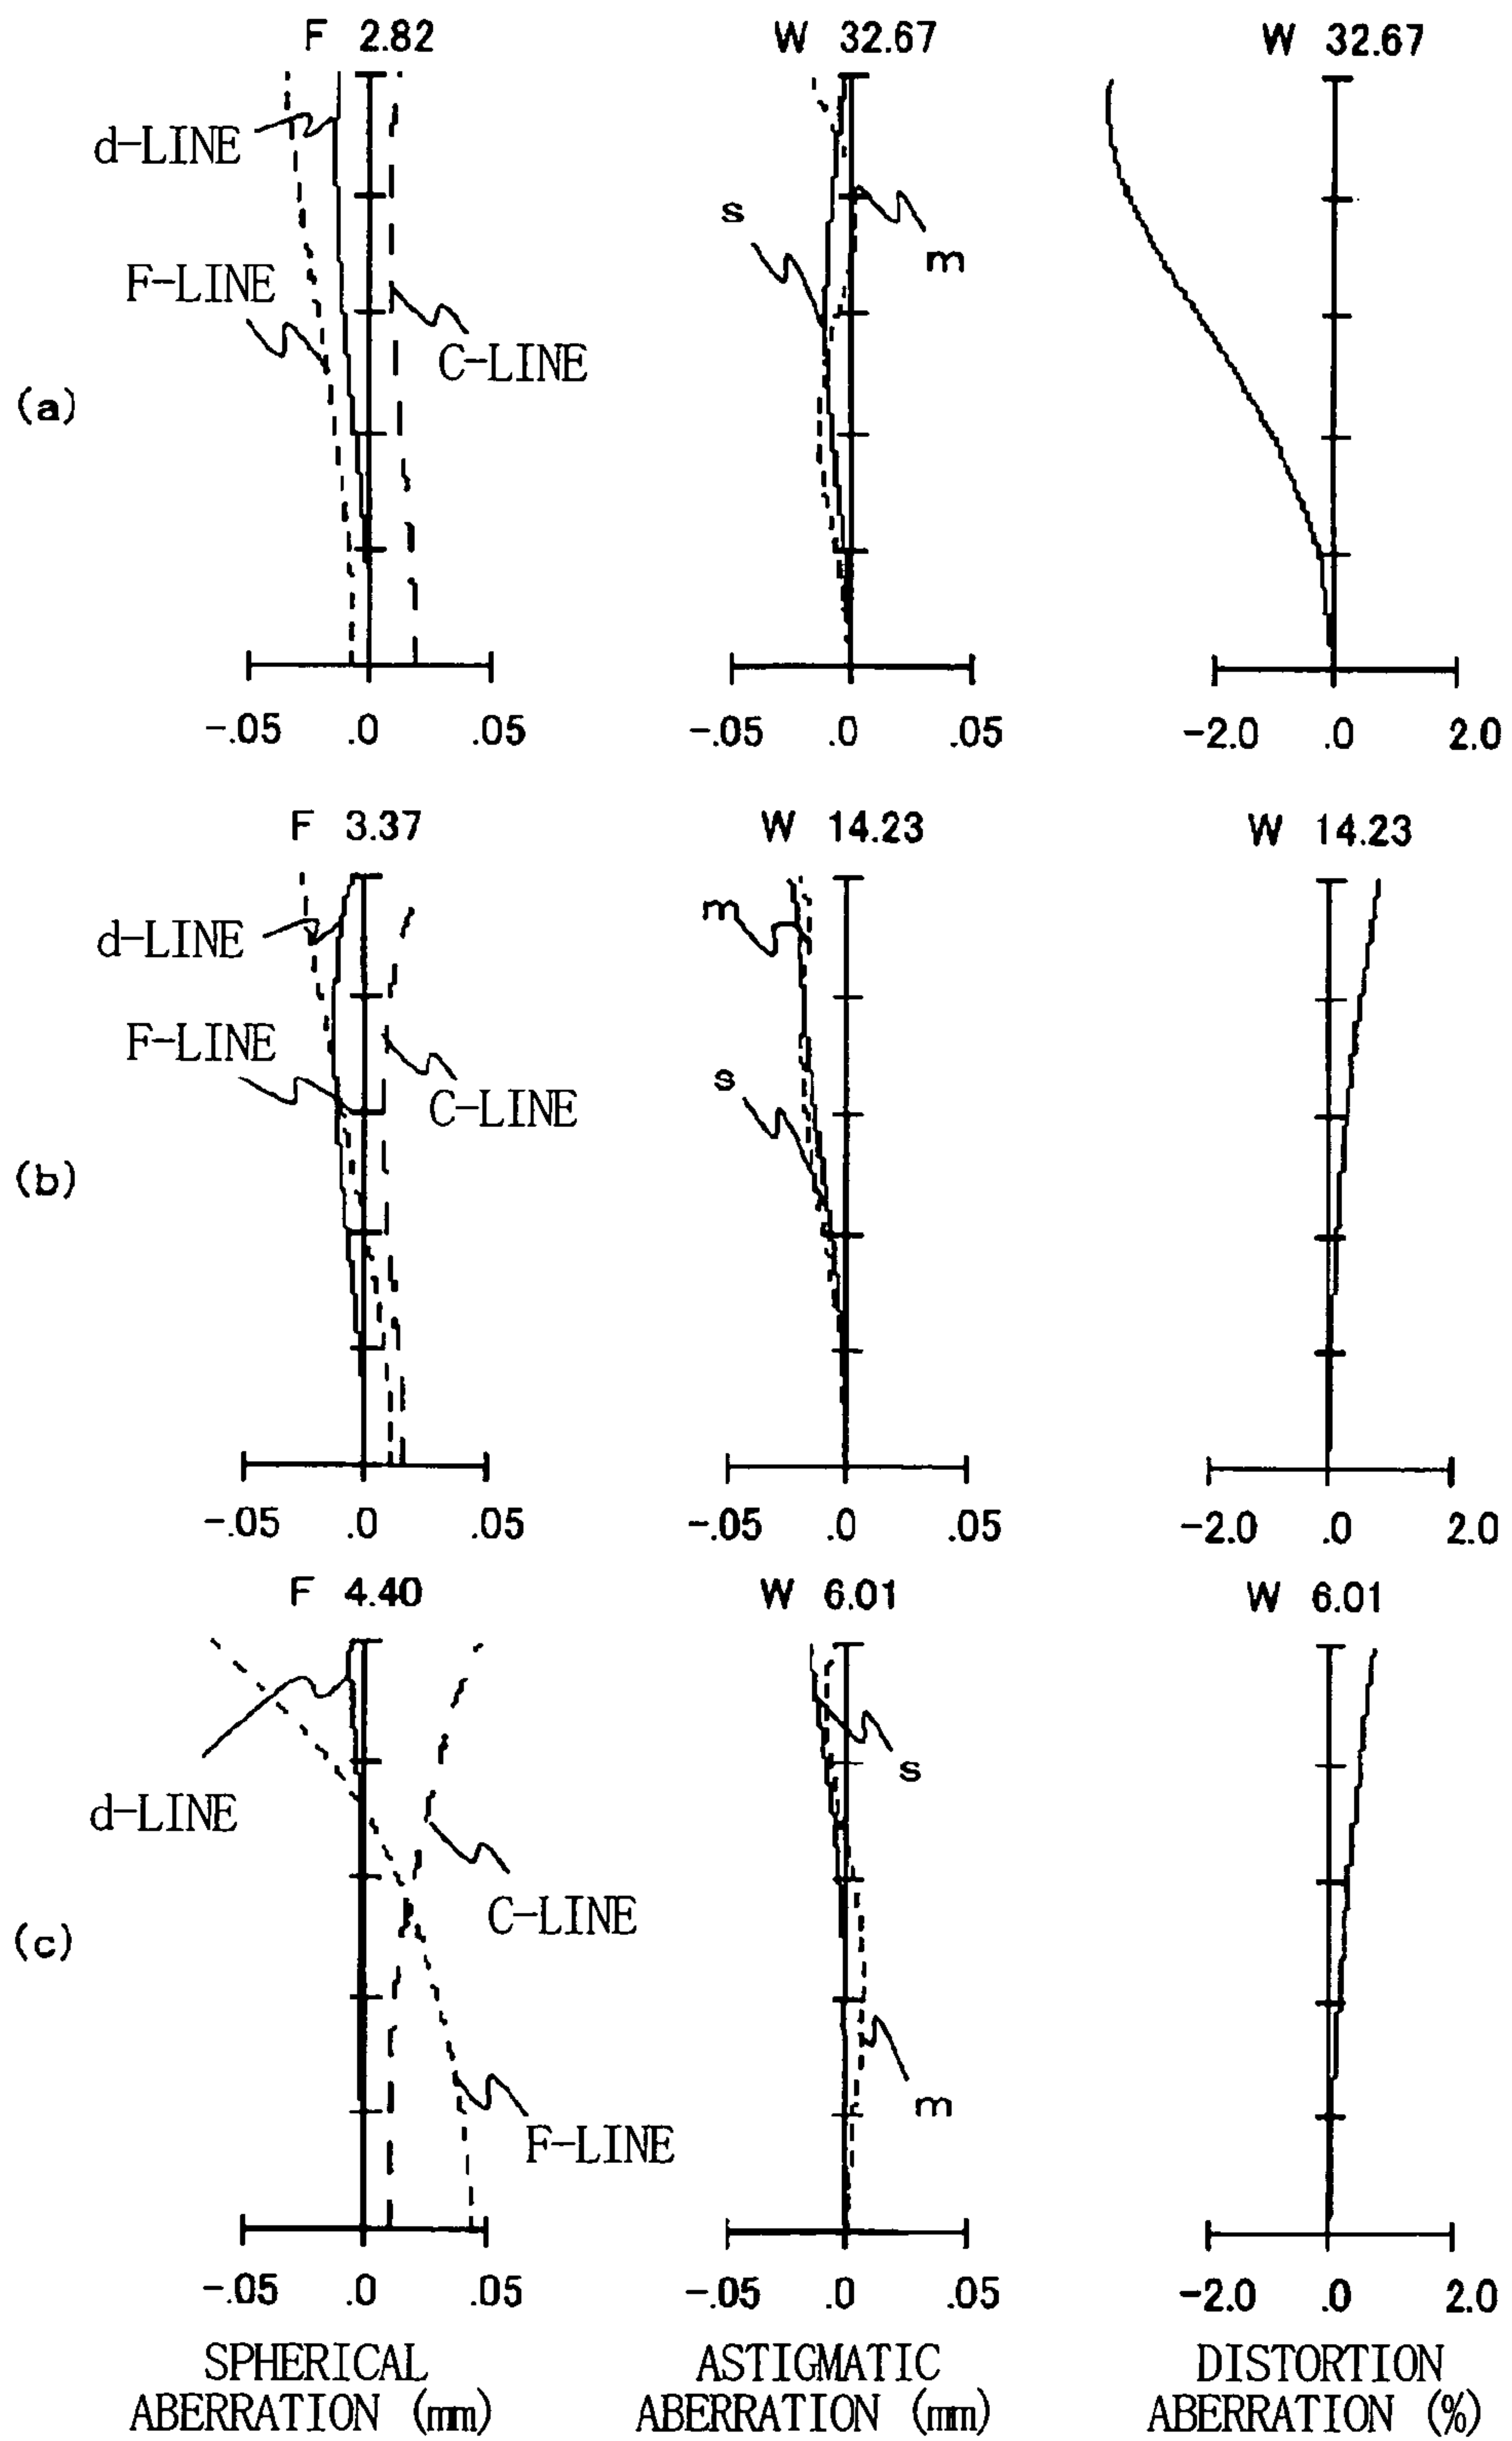 F 2.82
W 32.67
W 32.67
d-LINE
s
m
F-LINE
C-LINE
(a)
-.05 .0 .05
-.05 .0 .05
-2.0 .0 2.0
F 3.37
W 14.23
W 14.23
m
d-LINE
F-LINE
s
C-LINE
(b)
-.05 .0 .05
-.05 .0 .05
-2.0 .0 2.0
F 4.40
W 6.01
W 6.01
s
d-LINE
C-LINE
(c)
m
F-LINE
-.05 .0 .05
-.05 .0 .05
-2.0 .0 2.0
SPHERICAL
ABERRATION (mm)
ASTIGMATIC
ABERRATION (mm)
DISTORTION
ABERRATION (%)